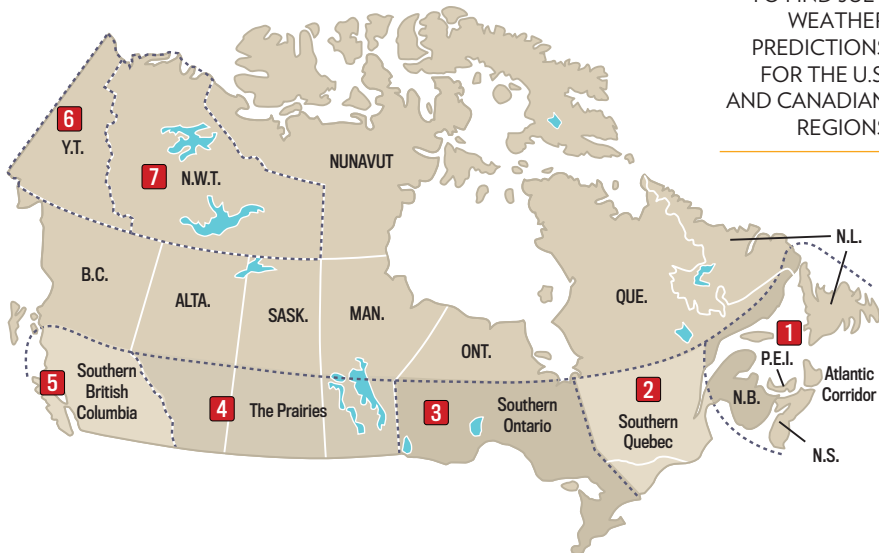 WEATHER
PREDICTIONS
FOR THE U.S
AND CANADIAN
REGIONS
6
Y.T.
7
N.W.T.
NUNAVUT
N.L.
B.C.
ALTA.
SASK.
MAN.
ONT.
QUE.
1
P.E.I.
Atlantic
Corridor
N.B.
N.S.
5
Southern
British
Columbia
4
The Prairies
3
Southern
Ontario
2
Southern
Quebec